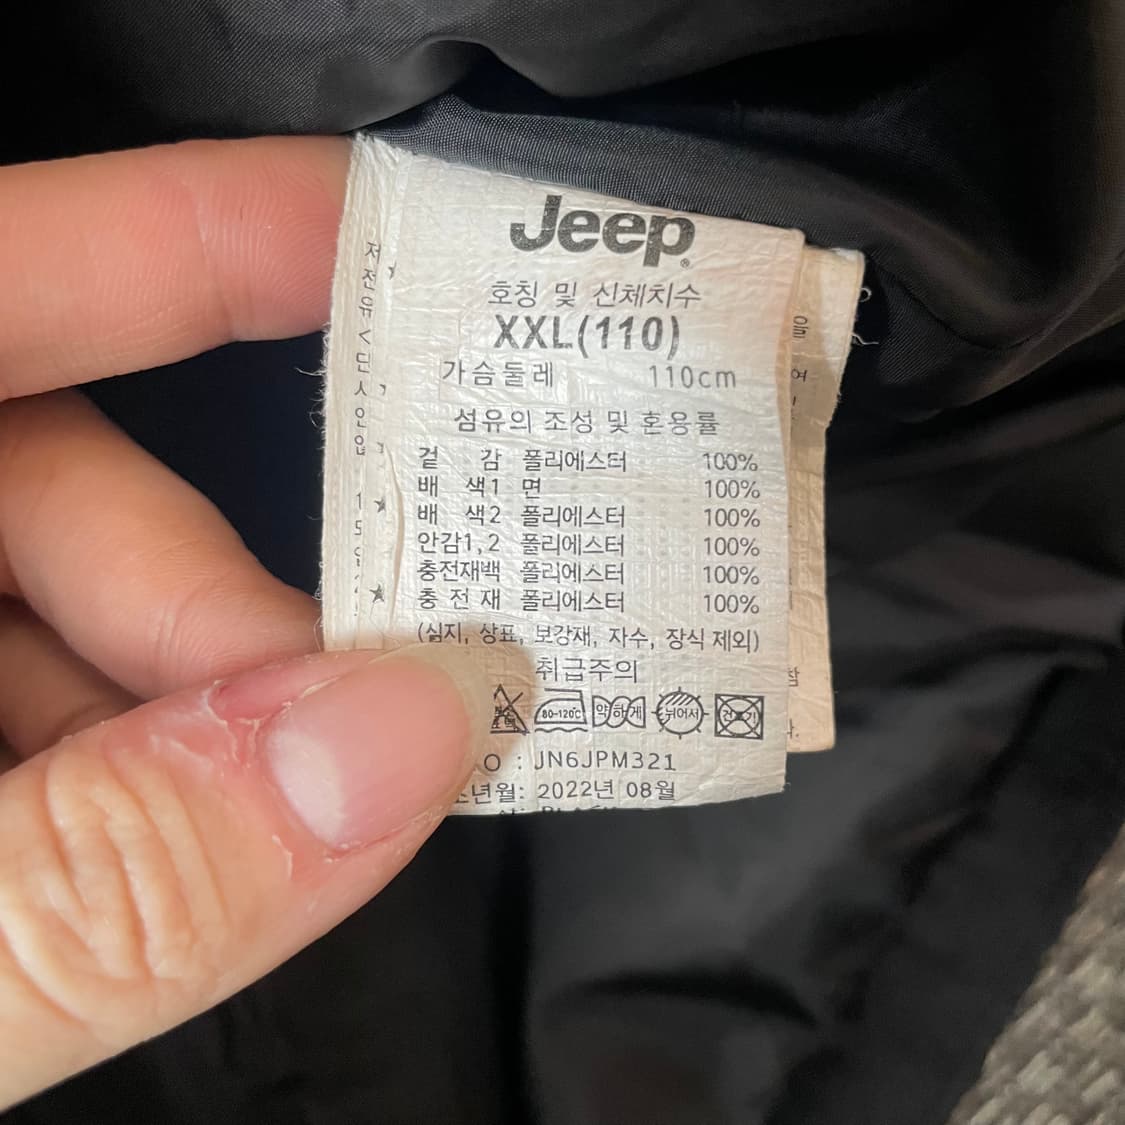 Jeep®
호칭 및 신체치수
XXL(110)
가슴둘레 110cm
섬유의 조성 및 혼용률
겉 감 폴리에스터 100%
배 색1 면 100%
배 색2 폴리에스터 100%
안감1,2 폴리에스터 100%
충전재백 폴리에스터 100%
충 전 재 폴리에스터 100%
(심지, 상표, 보강재, 자수, 장식 제외)
취급주의
80-120℃ 약하게 뉘어서 건조기
O : JN6JPM321
년월: 2022년 08월